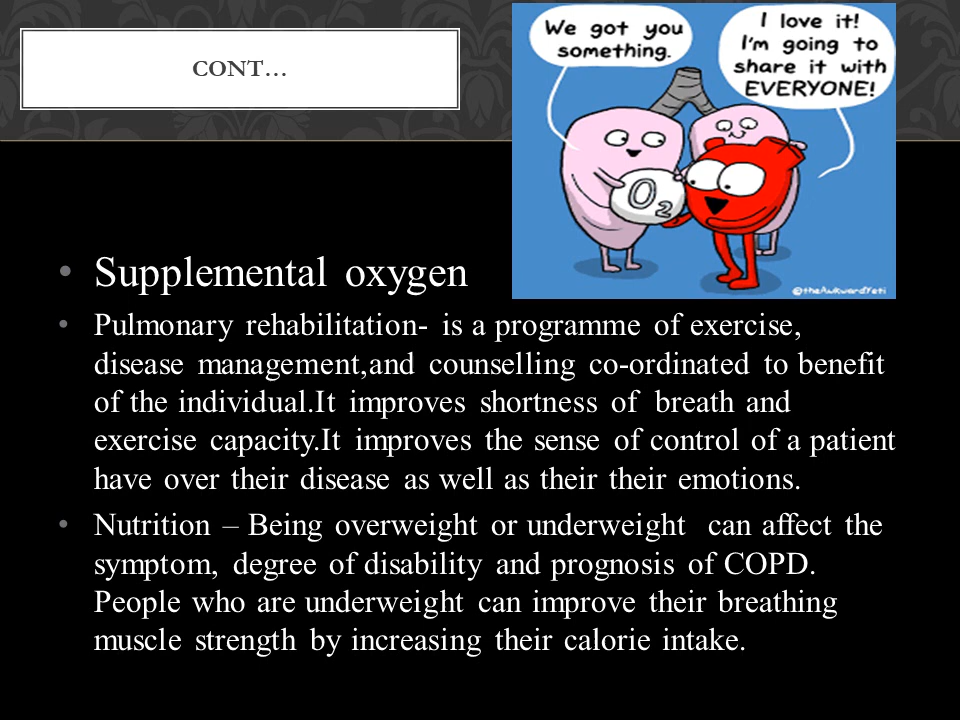 CONT…
We got you
something.
I love it!
I'm going to
share it with
EVERYONE!
O2
©theAwkwardYeti
• Supplemental oxygen
• Pulmonary rehabilitation- is a programme of exercise,
disease management,and counselling co-ordinated to benefit
of the individual.It improves shortness of breath and
exercise capacity.It improves the sense of control of a patient
have over their disease as well as their their emotions.
• Nutrition – Being overweight or underweight can affect the
symptom, degree of disability and prognosis of COPD.
People who are underweight can improve their breathing
muscle strength by increasing their calorie intake.